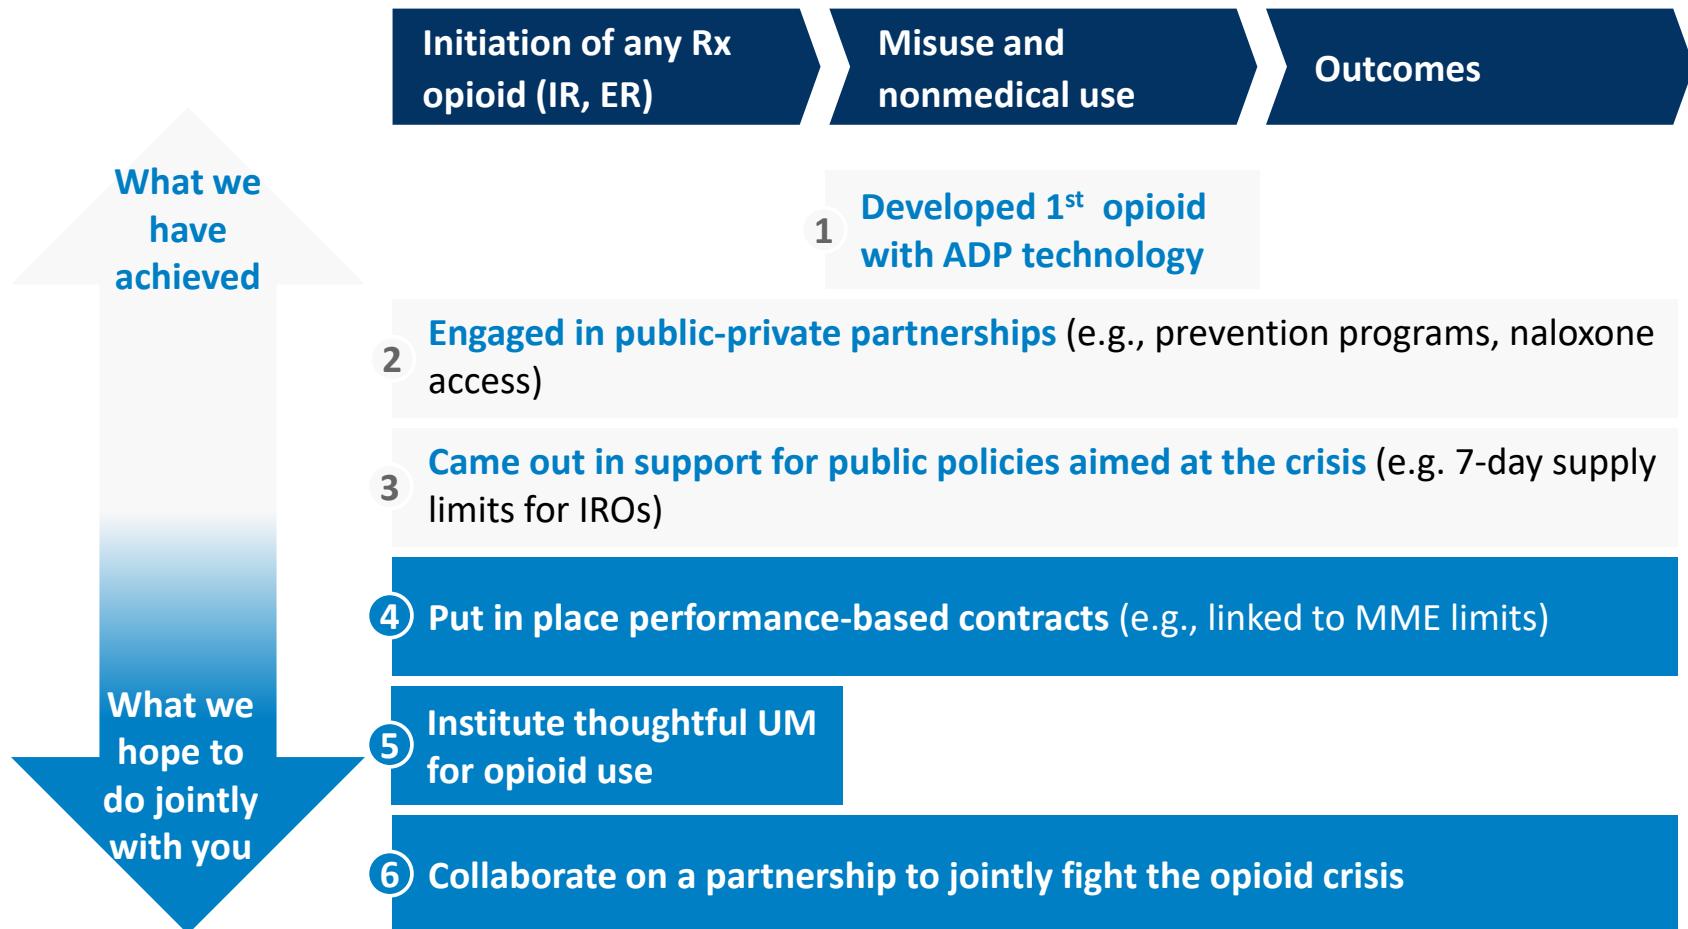 Initiation of any Rx
opioid (IR, ER)
Misuse and
nonmedical use
Outcomes
What we
have
achieved
1
Developed 1st opioid
with ADP technology
2
Engaged in public-private partnerships (e.g., prevention programs, naloxone
access)
3
Came out in support for public policies aimed at the crisis (e.g. 7-day supply
limits for IROs)
4
Put in place performance-based contracts (e.g., linked to MME limits)
What we
hope to
do jointly
with you
5
Institute thoughtful UM
for opioid use
6
Collaborate on a partnership to jointly fight the opioid crisis